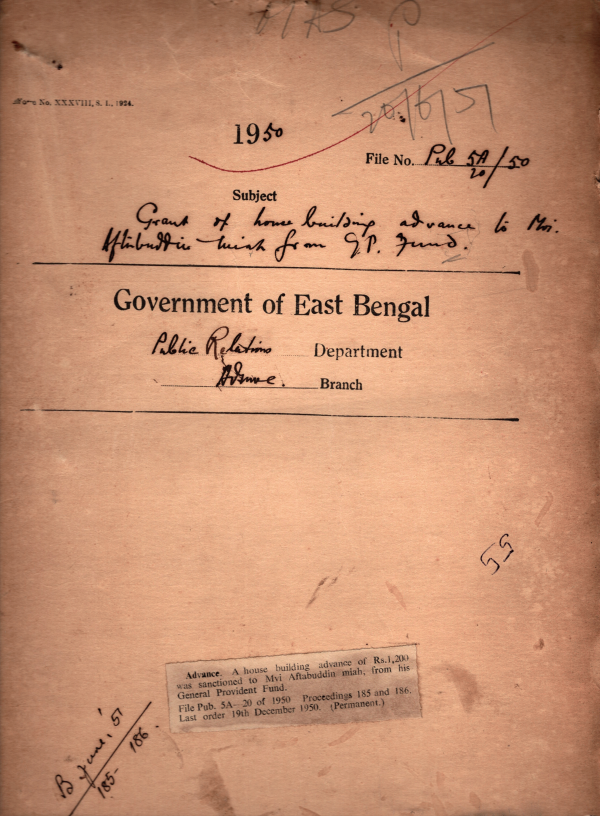 20/6/51
No. XXXVIII, S. I., 1924.
1950
File No. Pub 5A/50
20
Subject
Grant of house building advance to Mvi.
Aftabuddin miah from G.P. Fund.
Government of East Bengal
Public Relations Department
Advance. Branch
55
Advance. A house building advance of Rs.1,200
was sanctioned to Mvi Aftabuddin miah, from his
General Provident Fund.
File Pub. 5A—20 of 1950 Proceedings 185 and 186.
Last order 19th December 1950. (Permanent.)
B June, 51
185- 186.